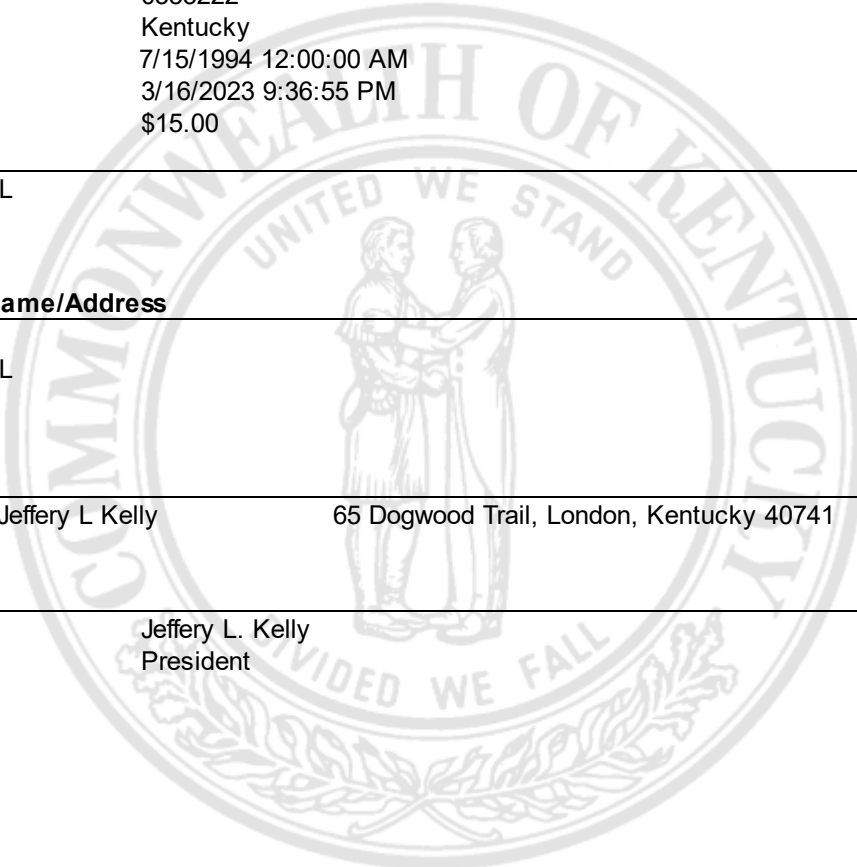 Kentucky
7/15/1994 12:00:00 AM
3/16/2023 9:36:55 PM
$15.00
L
ame/Address
L
Jeffery L Kelly 65 Dogwood Trail, London, Kentucky 40741
Jeffery L. Kelly
President
COMMONWEALTH OF KENTUCKY
UNITED WE STAND
DIVIDED WE FALL